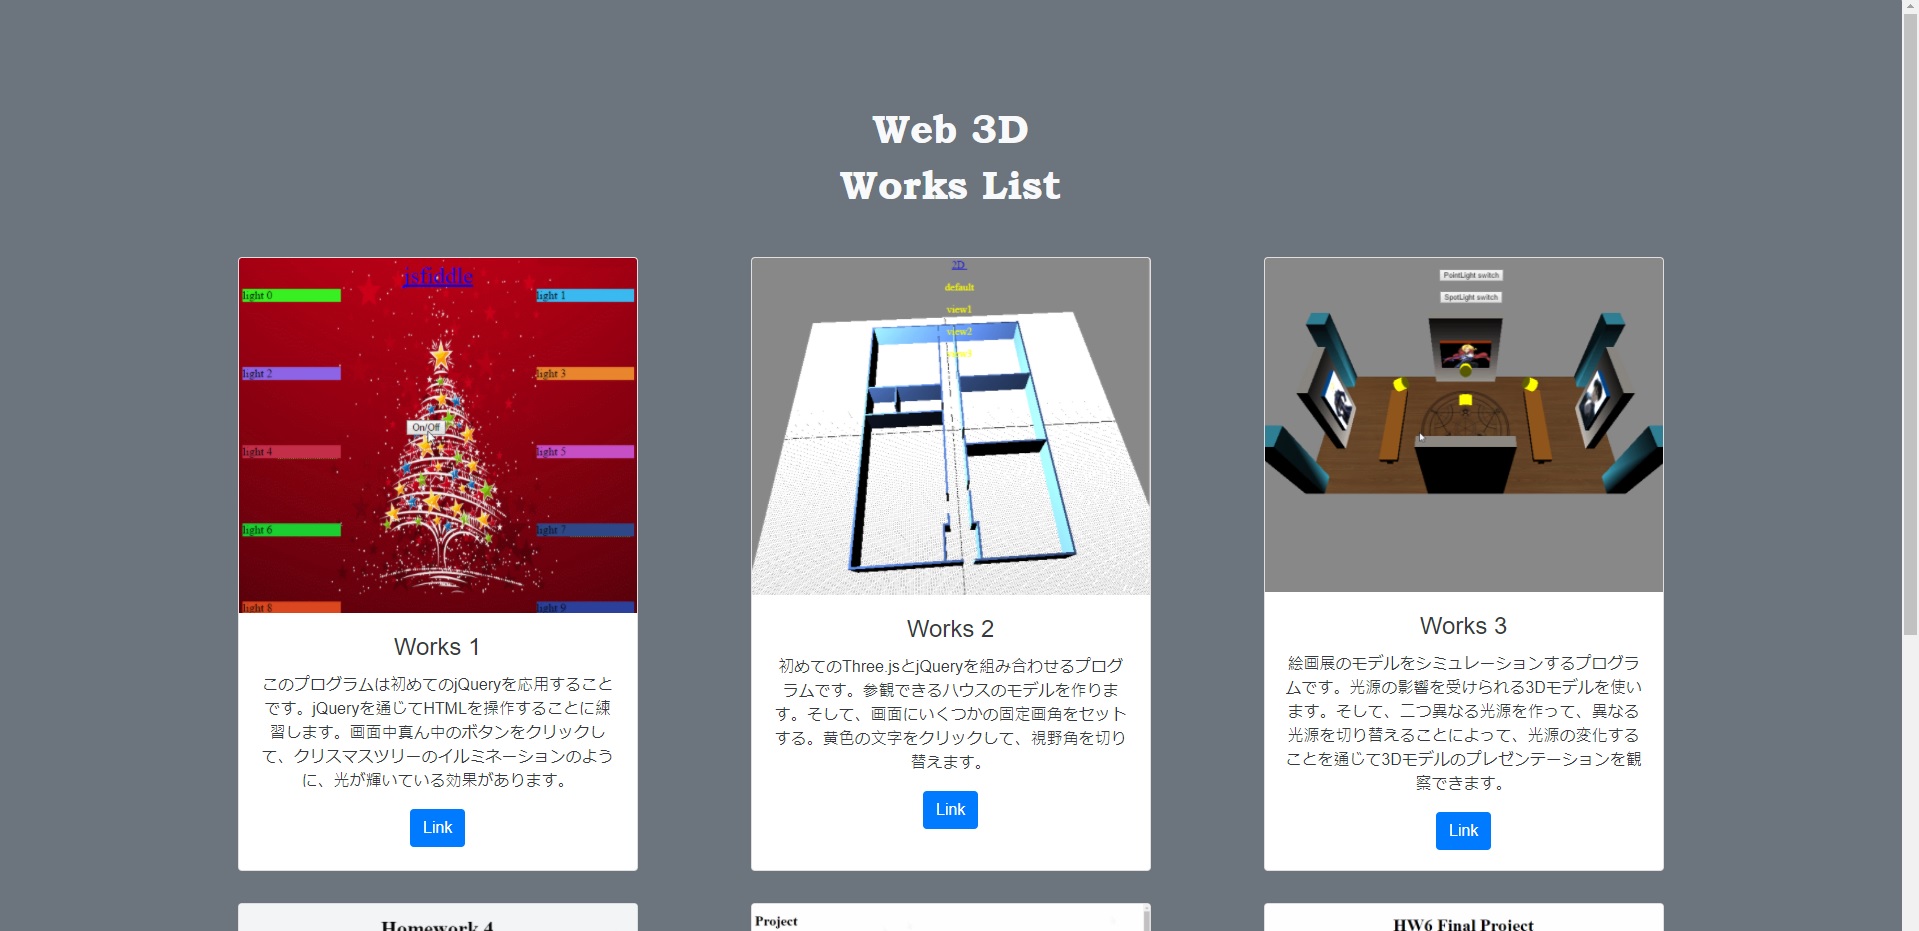 Web 3D
Works List
jsfiddle
light 0
light 1
light 2
light 3
On/Off
light 4
light 5
light 6
light 7
light 8
light 9
Works 1
このプログラムは初めてのjQueryを応用すること
です。jQueryを通じてHTMLを操作することに練
習します。画面中真ん中のボタンをクリックし
て、クリスマスツリーのイルミネーションのよう
に、光が輝いている効果があります。
Link
2D
default
view1
view2
Works 2
初めてのThree.jsとjQueryを組み合わせるプログ
ラムです。参観できるハウスのモデルを作りま
す。そして、画面にいくつかの固定画角をセット
する。黄色の文字をクリックして、視野角を切り
替えます。
Link
PointLight switch
SpotLight switch
Works 3
絵画展のモデルをシミュレーションするプログラ
ムです。光源の影響を受けられる3Dモデルを使い
ます。そして、二つ異なる光源を作って、異なる
光源を切り替えることによって、光源の変化する
ことを通じて3Dモデルのプレゼンテーションを観
察できます。
Link
Homework 4
Project
HW6 Final Project